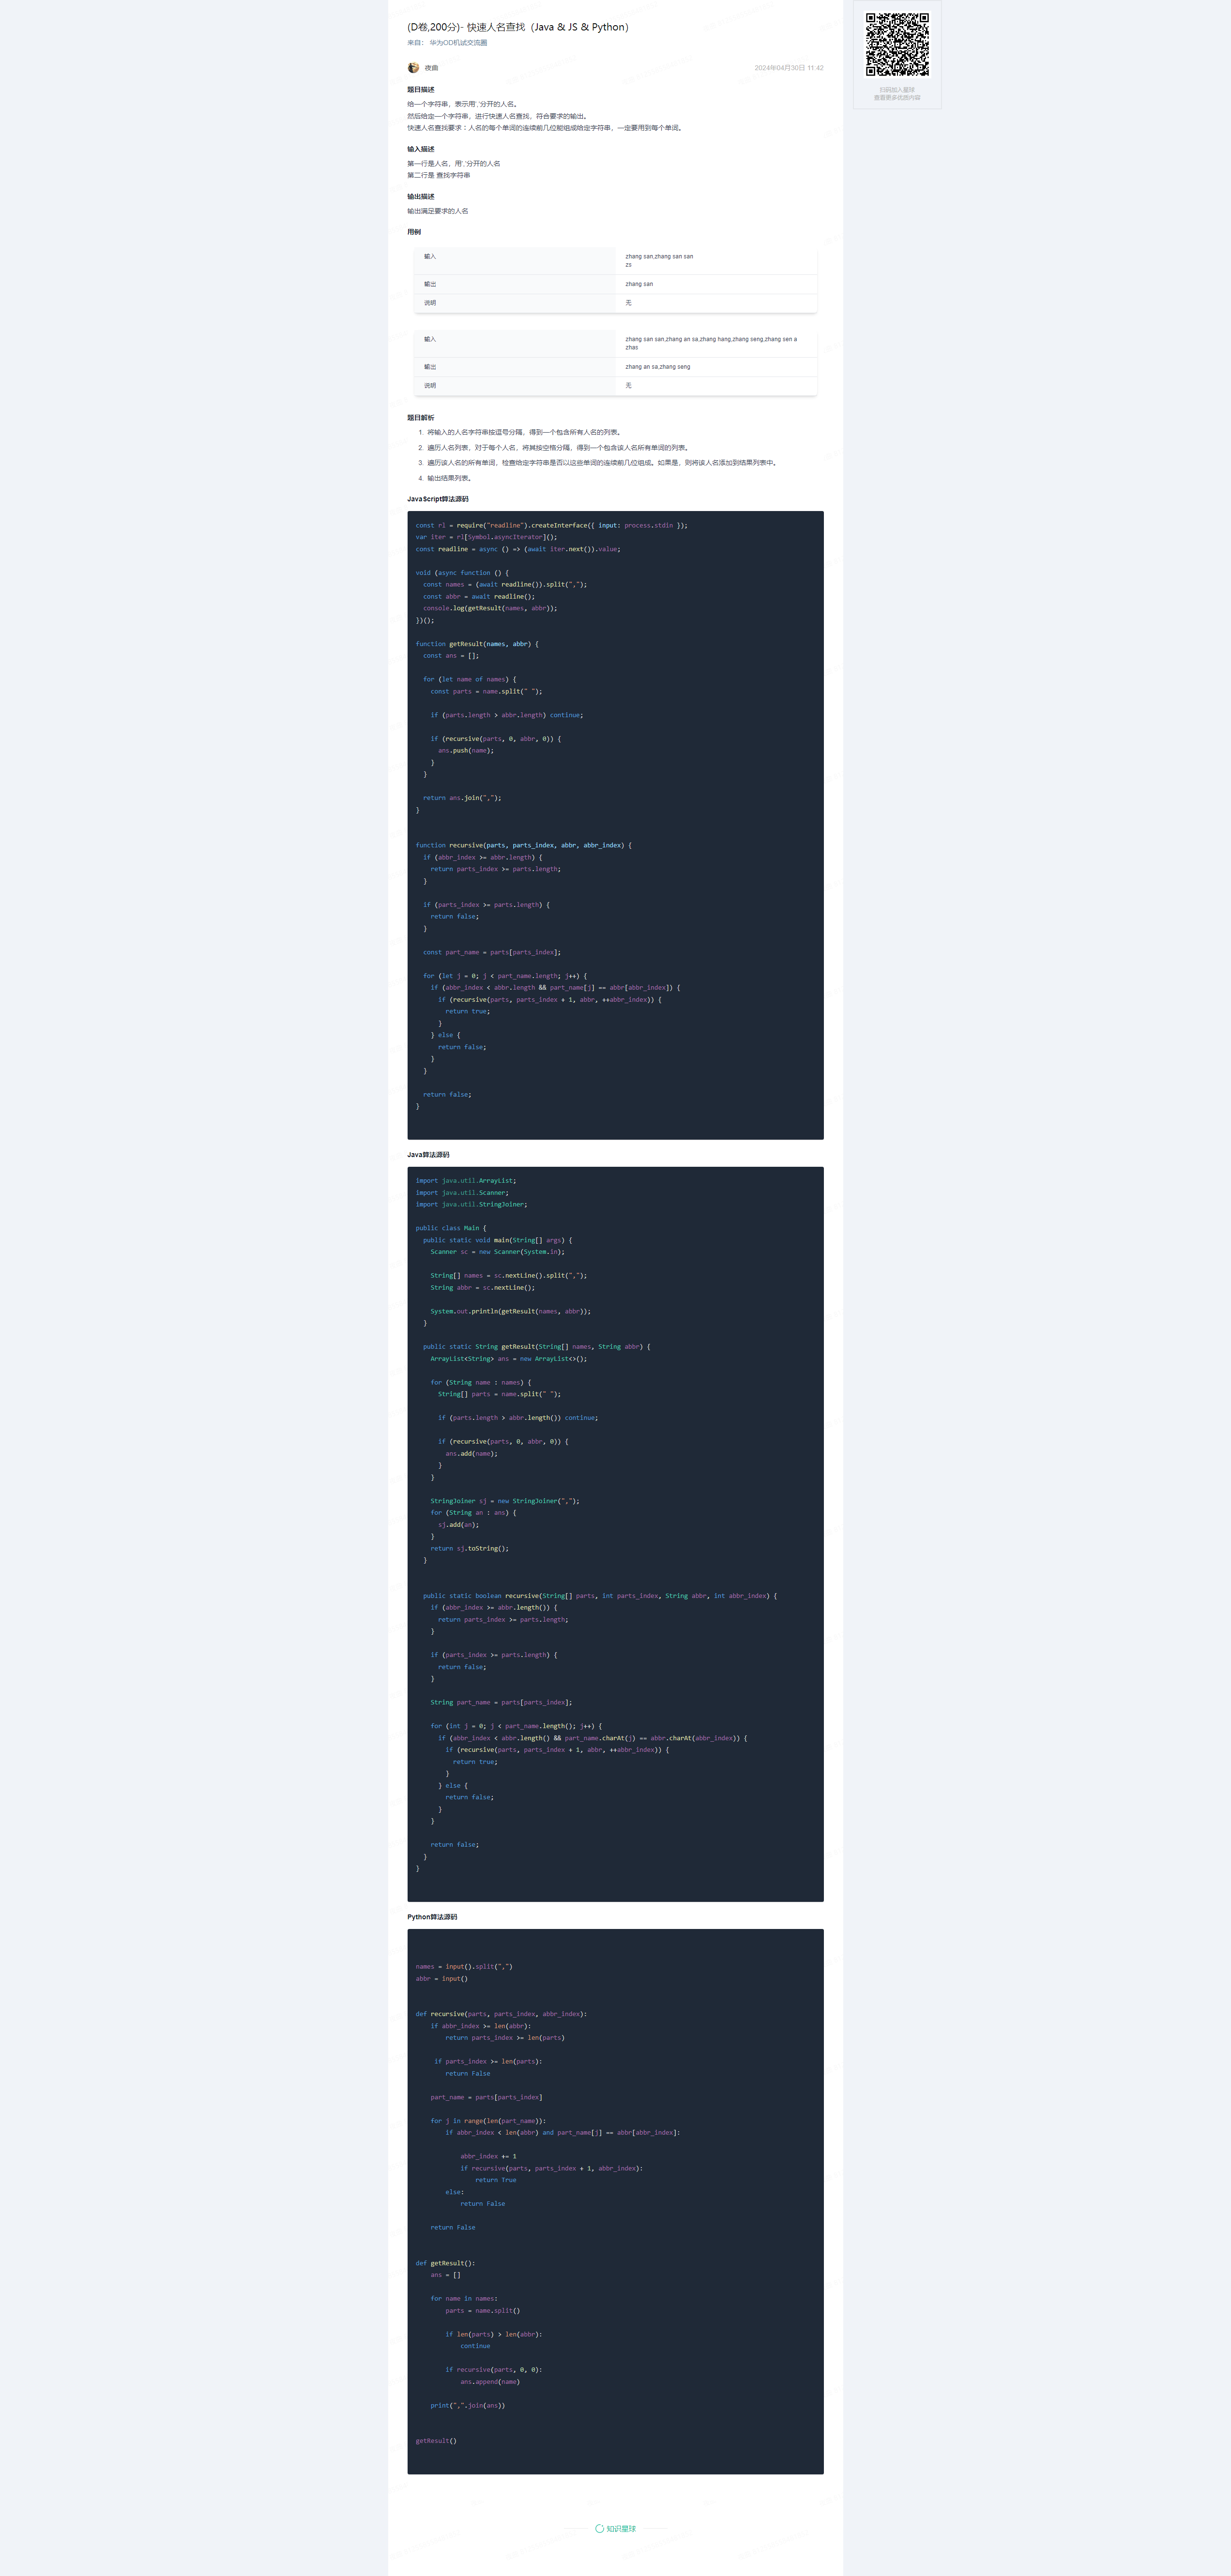 (D卷,200分)- 快速人名查找（Java & JS & Python）
来自： 华为OD机试交流圈
夜曲
2024年04月30日 11:42
扫码加入星球
查看更多优质内容
题目描述
给一个字符串，表示用','分开的人名。
然后给定一个字符串，进行快速人名查找，符合要求的输出。
快速人名查找要求：人名的每个单词的连续前几位能组成给定字符串，一定要用到每个单词。
输入描述
第一行是人名，用','分开的人名
第二行是 查找字符串
输出描述
输出满足要求的人名
用例
输入
zhang san,zhang san san
zs
输出
zhang san
说明
无
输入
zhang san san,zhang an sa,zhang hang,zhang seng,zhang sen a
zhas
输出
zhang an sa,zhang seng
说明
无
题目解析
1. 将输入的人名字符串按逗号分隔，得到一个包含所有人名的列表。
2. 遍历人名列表，对于每个人名，将其按空格分隔，得到一个包含该人名所有单词的列表。
3. 遍历该人名的所有单词，检查给定字符串是否以这些单词的连续前几位组成。如果是，则将该人名添加到结果列表中。
4. 输出结果列表。
JavaScript算法源码
const rl = require("readline").createInterface({ input: process.stdin });
var iter = rl[Symbol.asyncIterator]();
const readline = async () => (await iter.next()).value;
void (async function () {
  const names = (await readline()).split(",");
  const abbr = await readline();
  console.log(getResult(names, abbr));
})();
function getResult(names, abbr) {
  const ans = [];
  for (let name of names) {
    const parts = name.split(" ");
    if (parts.length > abbr.length) continue;
    if (recursive(parts, 0, abbr, 0)) {
      ans.push(name);
    }
  }
  return ans.join(",");
}
function recursive(parts, parts_index, abbr, abbr_index) {
  if (abbr_index >= abbr.length) {
    return parts_index >= parts.length;
  }
  if (parts_index >= parts.length) {
    return false;
  }
  const part_name = parts[parts_index];
  for (let j = 0; j < part_name.length; j++) {
    if (abbr_index < abbr.length && part_name[j] == abbr[abbr_index]) {
      if (recursive(parts, parts_index + 1, abbr, ++abbr_index)) {
        return true;
      }
    } else {
      return false;
    }
  }
  return false;
}
Java算法源码
import java.util.ArrayList;
import java.util.Scanner;
import java.util.StringJoiner;
public class Main {
  public static void main(String[] args) {
    Scanner sc = new Scanner(System.in);
    String[] names = sc.nextLine().split(",");
    String abbr = sc.nextLine();
    System.out.println(getResult(names, abbr));
  }
  public static String getResult(String[] names, String abbr) {
    ArrayList<String> ans = new ArrayList<>();
    for (String name : names) {
      String[] parts = name.split(" ");
      if (parts.length > abbr.length()) continue;
      if (recursive(parts, 0, abbr, 0)) {
        ans.add(name);
      }
    }
    StringJoiner sj = new StringJoiner(",");
    for (String an : ans) {
      sj.add(an);
    }
    return sj.toString();
  }
  public static boolean recursive(String[] parts, int parts_index, String abbr, int abbr_index) {
    if (abbr_index >= abbr.length()) {
      return parts_index >= parts.length;
    }
    if (parts_index >= parts.length) {
      return false;
    }
    String part_name = parts[parts_index];
    for (int j = 0; j < part_name.length(); j++) {
      if (abbr_index < abbr.length() && part_name.charAt(j) == abbr.charAt(abbr_index)) {
        if (recursive(parts, parts_index + 1, abbr, ++abbr_index)) {
          return true;
        }
      } else {
        return false;
      }
    }
    return false;
  }
}
Python算法源码
names = input().split(",")
abbr = input()
def recursive(parts, parts_index, abbr_index):
    if abbr_index >= len(abbr):
        return parts_index >= len(parts)
     if parts_index >= len(parts):
        return False
    part_name = parts[parts_index]
    for j in range(len(part_name)):
        if abbr_index < len(abbr) and part_name[j] == abbr[abbr_index]:
            abbr_index += 1
            if recursive(parts, parts_index + 1, abbr_index):
                return True
        else:
            return False
    return False
def getResult():
    ans = []
    for name in names:
        parts = name.split()
        if len(parts) > len(abbr):
            continue
        if recursive(parts, 0, 0):
            ans.append(name)
    print(",".join(ans))
getResult()
知识星球